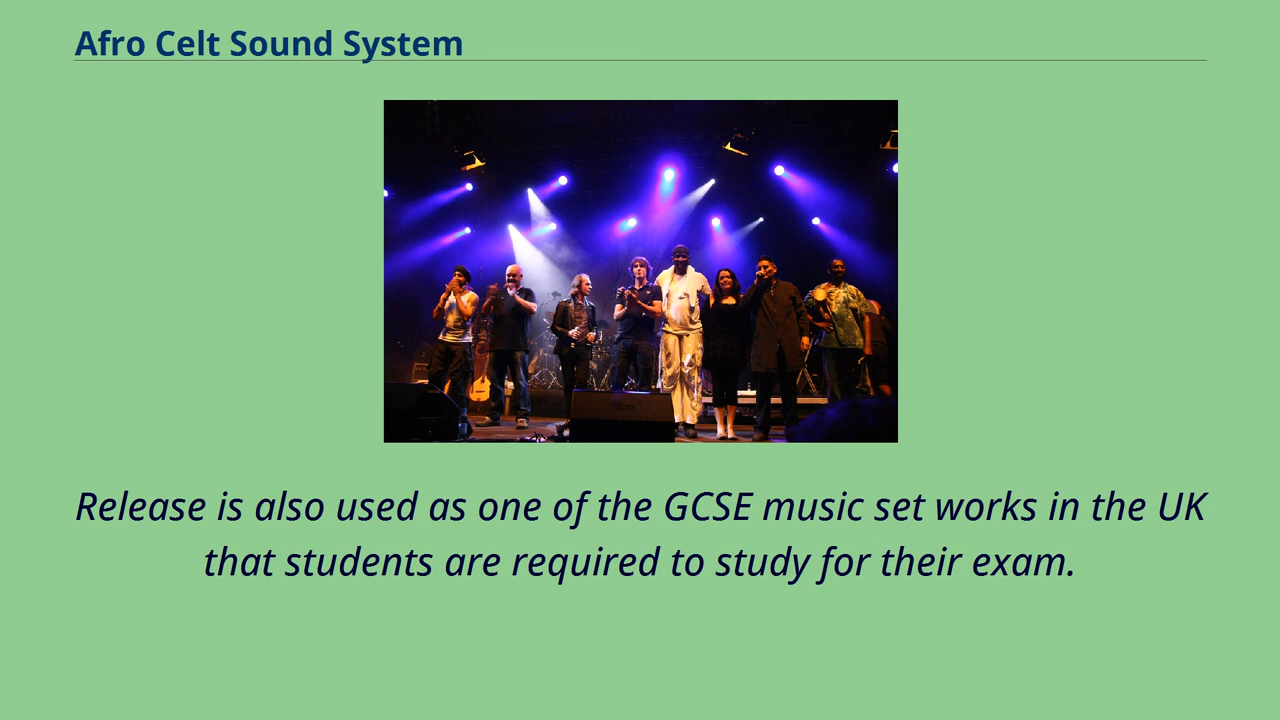 Afro Celt Sound System
Release is also used as one of the GCSE music set works in the UK
that students are required to study for their exam.